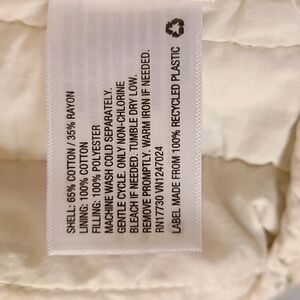 SHELL: 65% COTTON / 35% RAYON
LINING: 100% COTTON
FILLING: 100% POLYESTER
MACHINE WASH COLD SEPARATELY.
GENTLE CYCLE. ONLY NON-CHLORINE
BLEACH IF NEEDED. TUMBLE DRY LOW.
REMOVE PROMPTLY. WARM IRON IF NEEDED.
RN17730 VN1247024
LABEL MADE FROM 100% RECYCLED PLASTIC